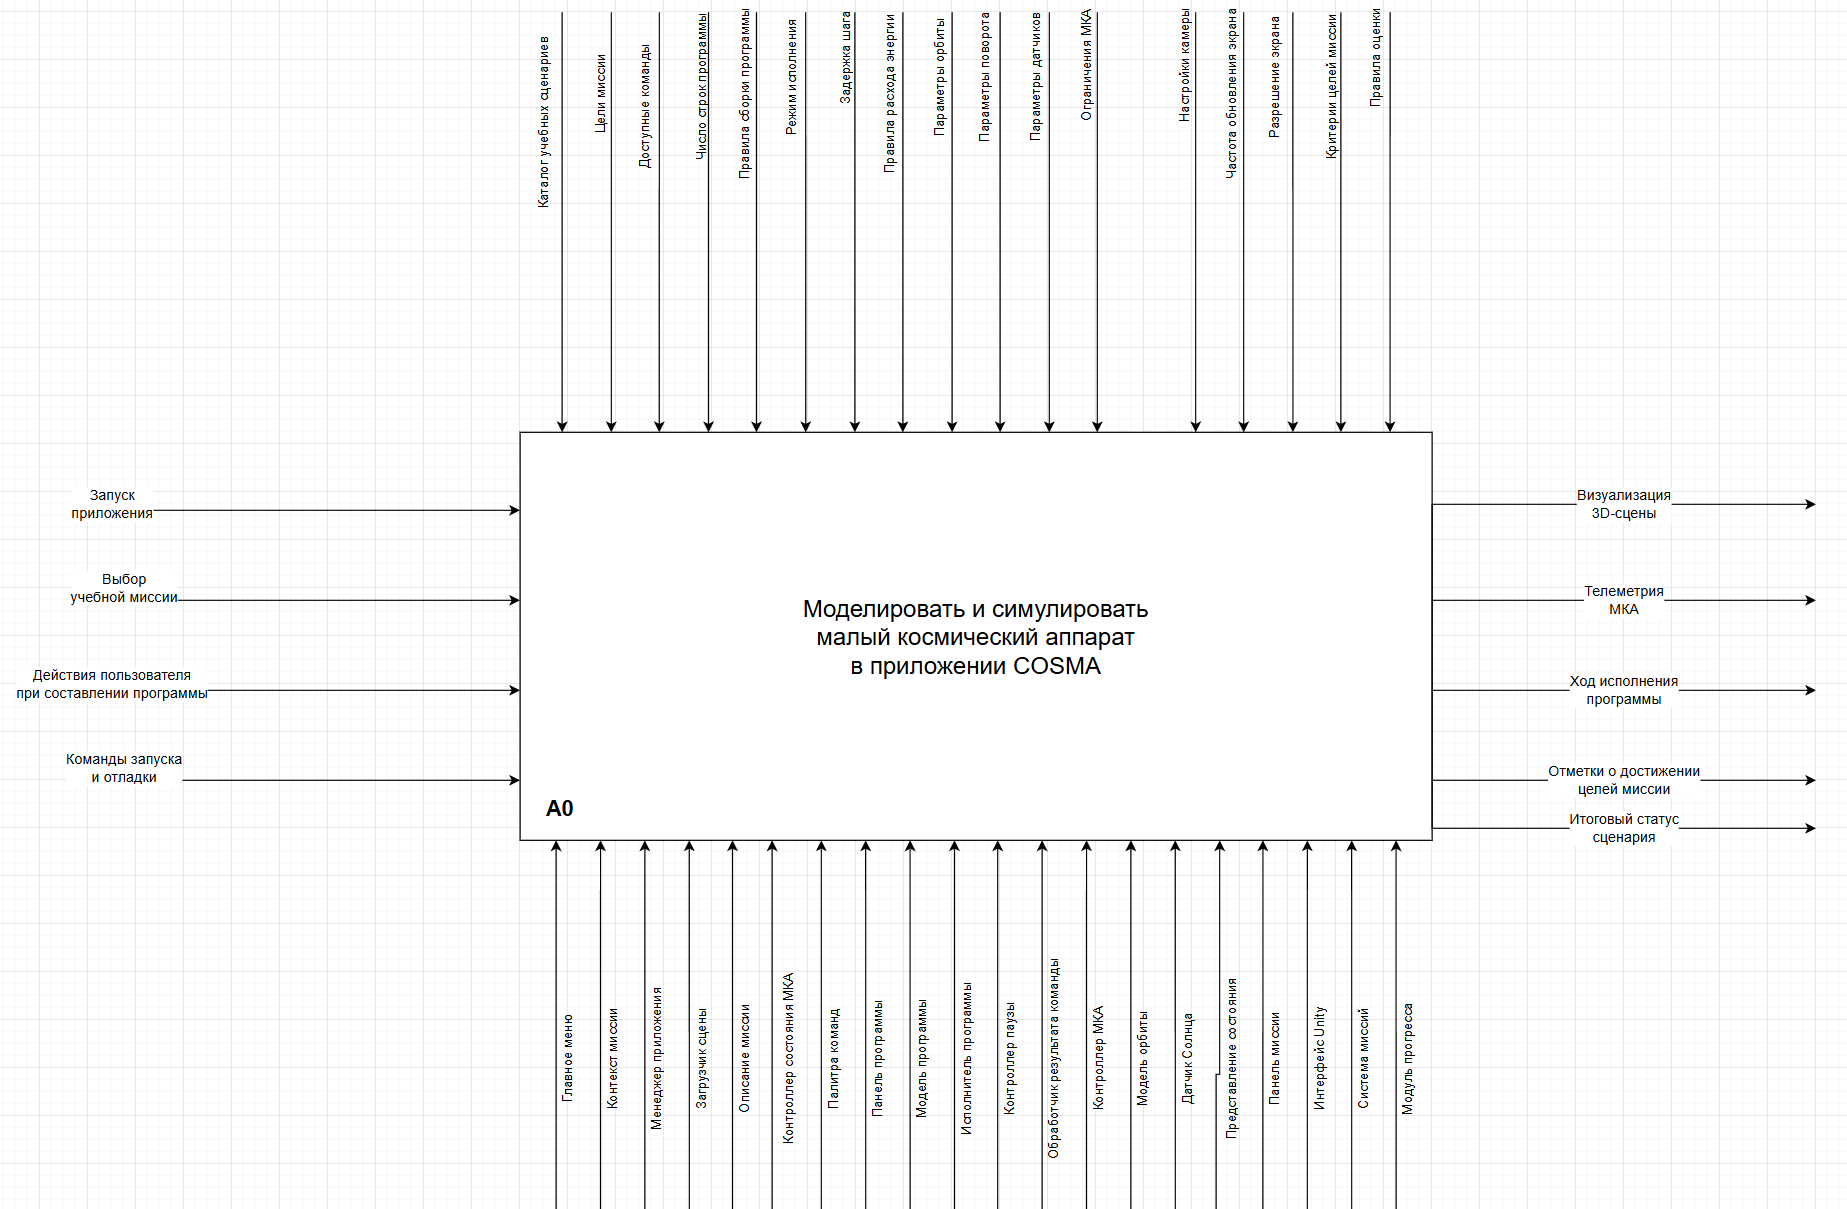 Каталог учебных сценариев
Цели миссии
Доступные команды
Число строк программы
Правила сборки программы
Режим исполнения
Задержка шага
Правила расхода энергии
Параметры орбиты
Параметры поворота
Параметры датчиков
Ограничения МКА
Настройки камеры
Частота обновления экрана
Разрешение экрана
Критерии целей миссии
Правила оценки
Запуск
приложения
Выбор
учебной миссии
Действия пользователя
при составлении программы
Команды запуска
и отладки
Моделировать и симулировать
малый космический аппарат
в приложении COSMA
A0
Визуализация
3D-сцены
Телеметрия
МКА
Ход исполнения
программы
Отметки о достижении
целей миссии
Итоговый статус
сценария
Главное меню
Контекст миссии
Менеджер приложения
Загрузчик сцены
Описание миссии
Контроллер состояния МКА
Палитра команд
Панель программы
Модель программы
Исполнитель программы
Контроллер паузы
Обработчик результата команды
Контроллер МКА
Модель орбиты
Датчик Солнца
Представление состояния
Панель миссии
Интерфейс Unity
Система миссий
Модуль прогресса